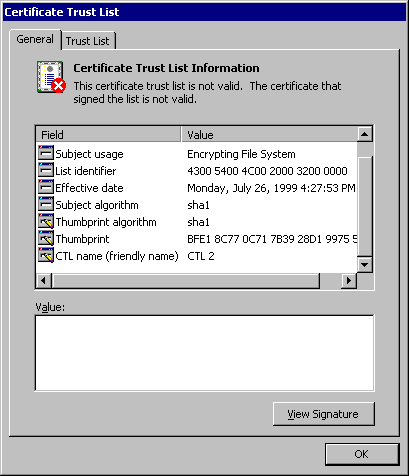 Certificate Trust List
General Trust List
Certificate Trust List Information
This certificate trust list is not valid. The certificate that
signed the list is not valid.
Field Value
Subject usage Encrypting File System
List identifier 4300 5400 4C00 2000 3200 0000
Effective date Monday, July 26, 1999 4:27:53 PM
Subject algorithm sha1
Thumbprint algorithm sha1
Thumbprint BFE1 8C77 0C71 7B39 28D1 9975 5
CTL name (friendly name) CTL 2
Value:
View Signature
OK